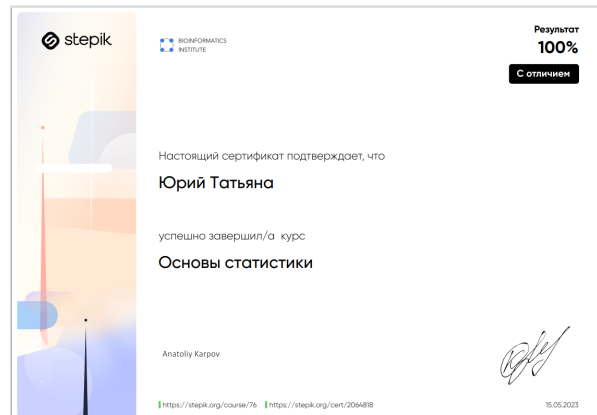 stepik
BIOINFORMATICS
INSTITUTE
Результат
100%
С отличием
Настоящий сертификат подтверждает, что
Юрий Татьяна
успешно завершил/а курс
Основы статистики
Anatoliy Karpov
https://stepik.org/course/76 https://stepik.org/cert/2064818
15.05.2023